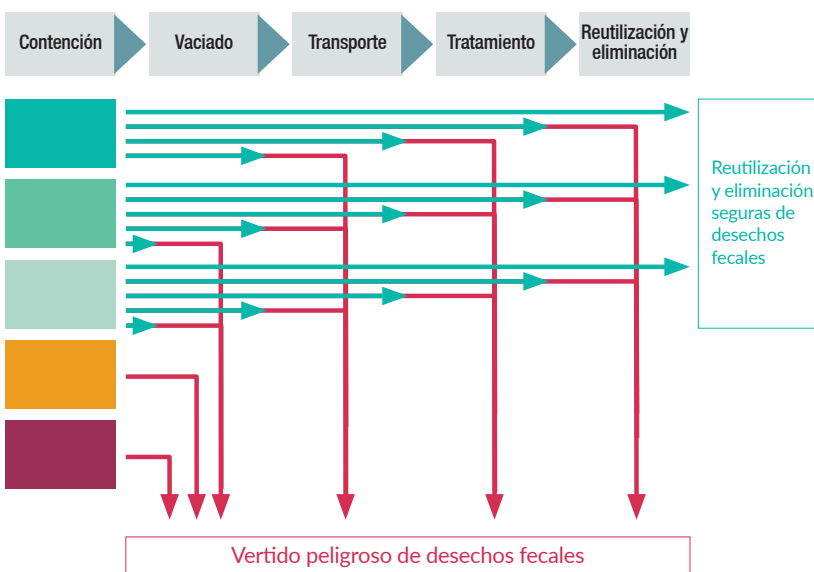 Contención
Vaciado
Transporte
Tratamiento
Reutilización y
eliminación
Reutilización
y eliminación
seguras de
desechos
fecales
Vertido peligroso de desechos fecales